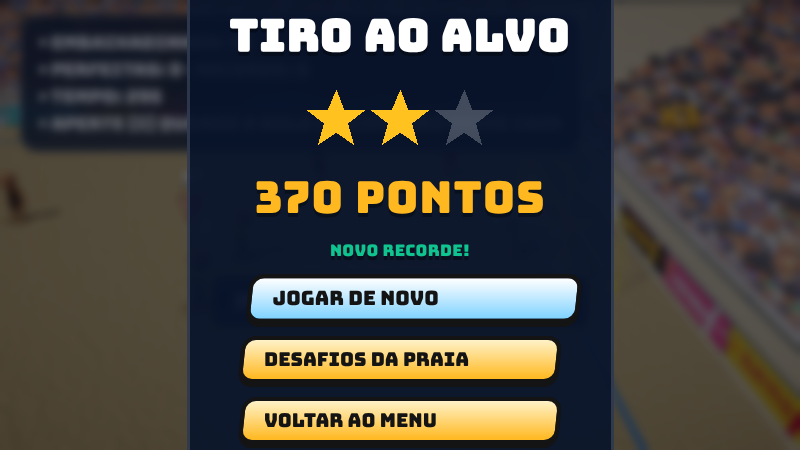 TIRO AO ALVO
370 PONTOS
NOVO RECORDE!
JOGAR DE NOVO
DESAFIOS DA PRAIA
VOLTAR AO MENU